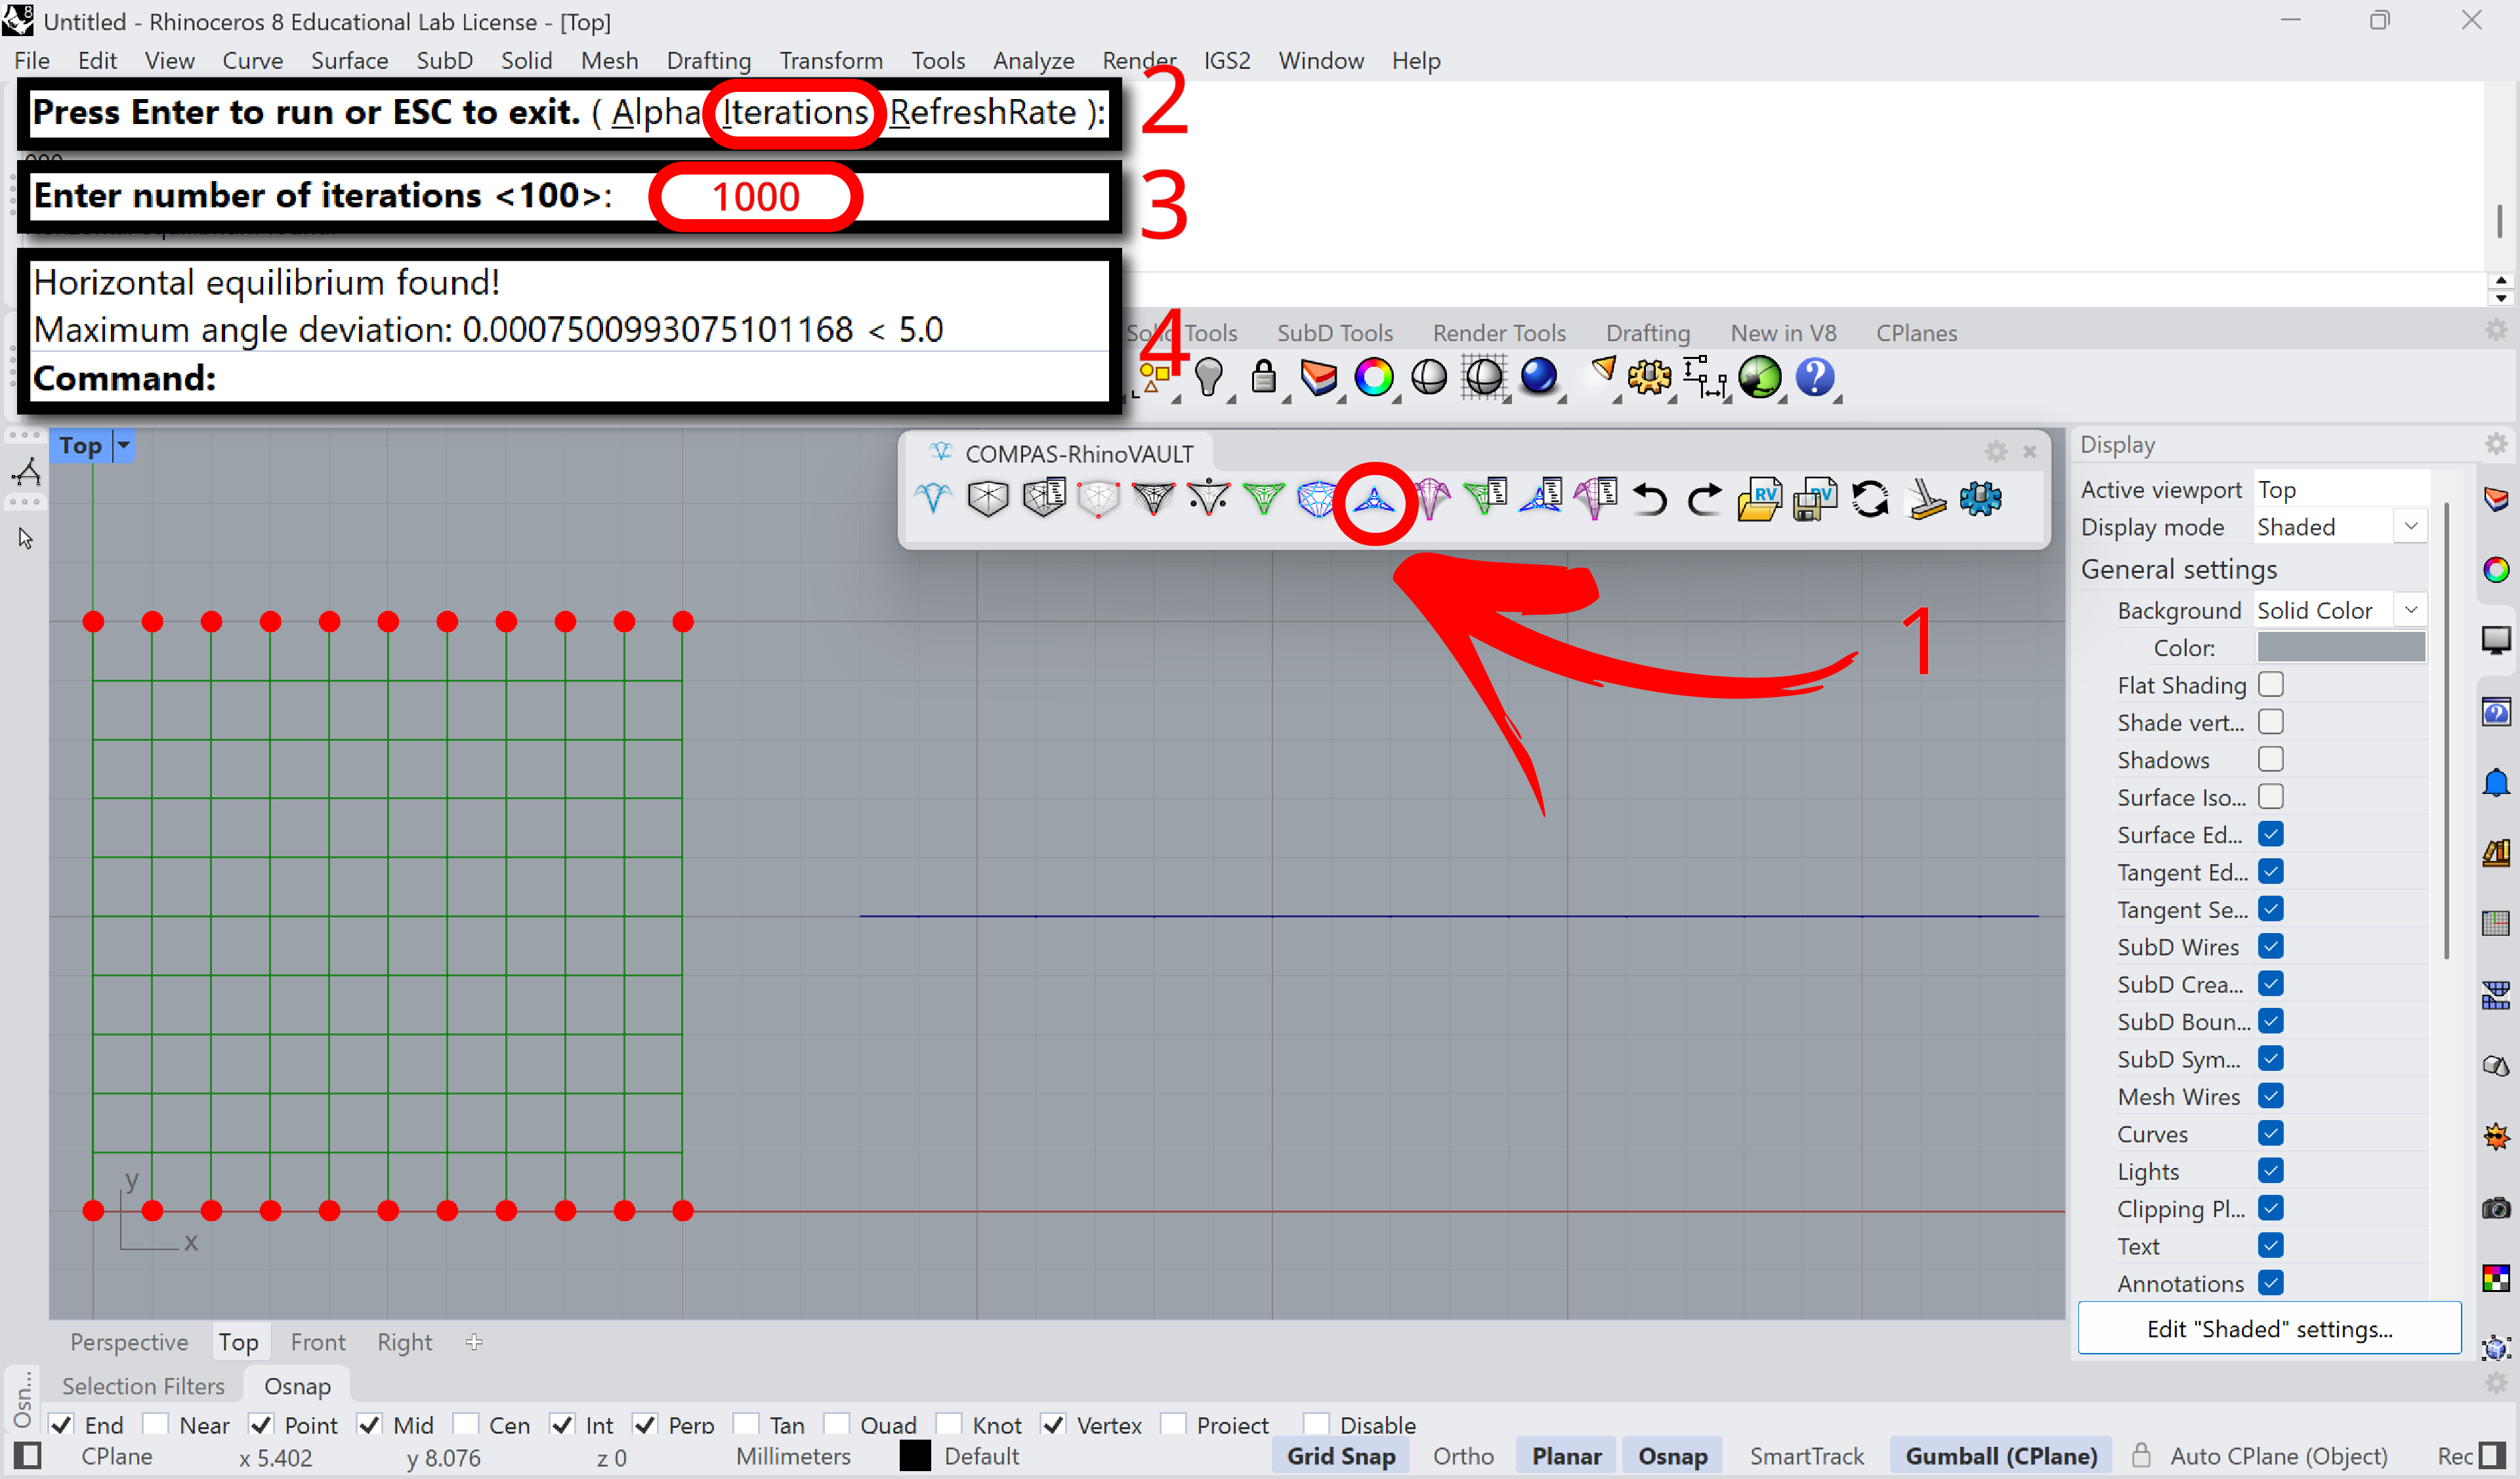 Untitled - Rhinoceros 8 Educational Lab License - [Top]
File Edit View Curve Surface SubD Solid Mesh Drafting Transform Tools Analyze Render IGS2 Window Help
Press Enter to run or ESC to exit. ( Alpha Iterations RefreshRate ):
2
Enter number of iterations <100>: 1000
3
Horizontal equilibrium found!
Maximum angle deviation: 0.0007500993075101168 < 5.0
Command:
4
Solid Tools SubD Tools Render Tools Drafting New in V8 CPlanes
Top
COMPAS-RhinoVAULT
RV RV
1
y
x
Display
Active viewport Top
Display mode Shaded
General settings
Background Solid Color
Color:
Flat Shading
Shade vert...
Shadows
Surface Iso...
Surface Ed...
Tangent Ed...
Tangent Se...
SubD Wires
SubD Crea...
SubD Boun...
SubD Sym...
Mesh Wires
Curves
Lights
Clipping Pl...
Text
Annotations
Edit "Shaded" settings...
Perspective Top Front Right
Osn...
Selection Filters Osnap
End Near Point Mid Cen Int Perp Tan Quad Knot Vertex Project Disable
CPlane x 5.402 y 8.076 z 0 Millimeters Default Grid Snap Ortho Planar Osnap SmartTrack Gumball (CPlane) Auto CPlane (Object) Rec